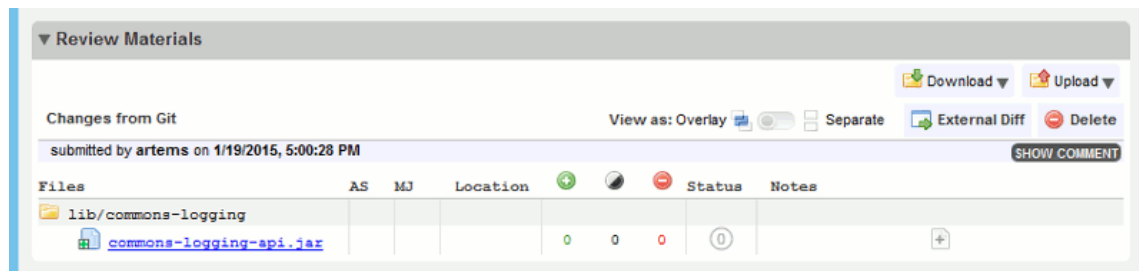 ▼ Review Materials
Download ▼ Upload ▼
Changes from Git View as: Overlay Separate External Diff Delete
submitted by artems on 1/19/2015, 5:00:28 PM SHOW COMMENT
Files AS MJ Location Status Notes
lib/commons-logging
commons-logging-api.jar 0 0 0 0